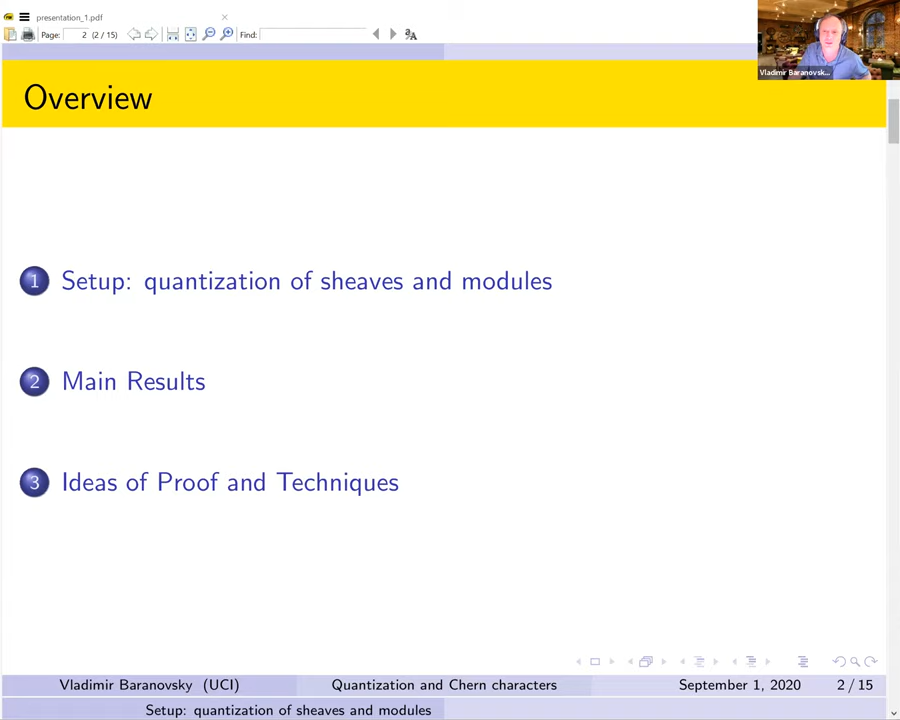 presentation_1.pdf
Page: 2 (2 / 15) Find:
Vladimir Baranovsk...
Overview
1 Setup: quantization of sheaves and modules
2 Main Results
3 Ideas of Proof and Techniques
Vladimir Baranovsky (UCI) Quantization and Chern characters September 1, 2020 2 / 15
Setup: quantization of sheaves and modules